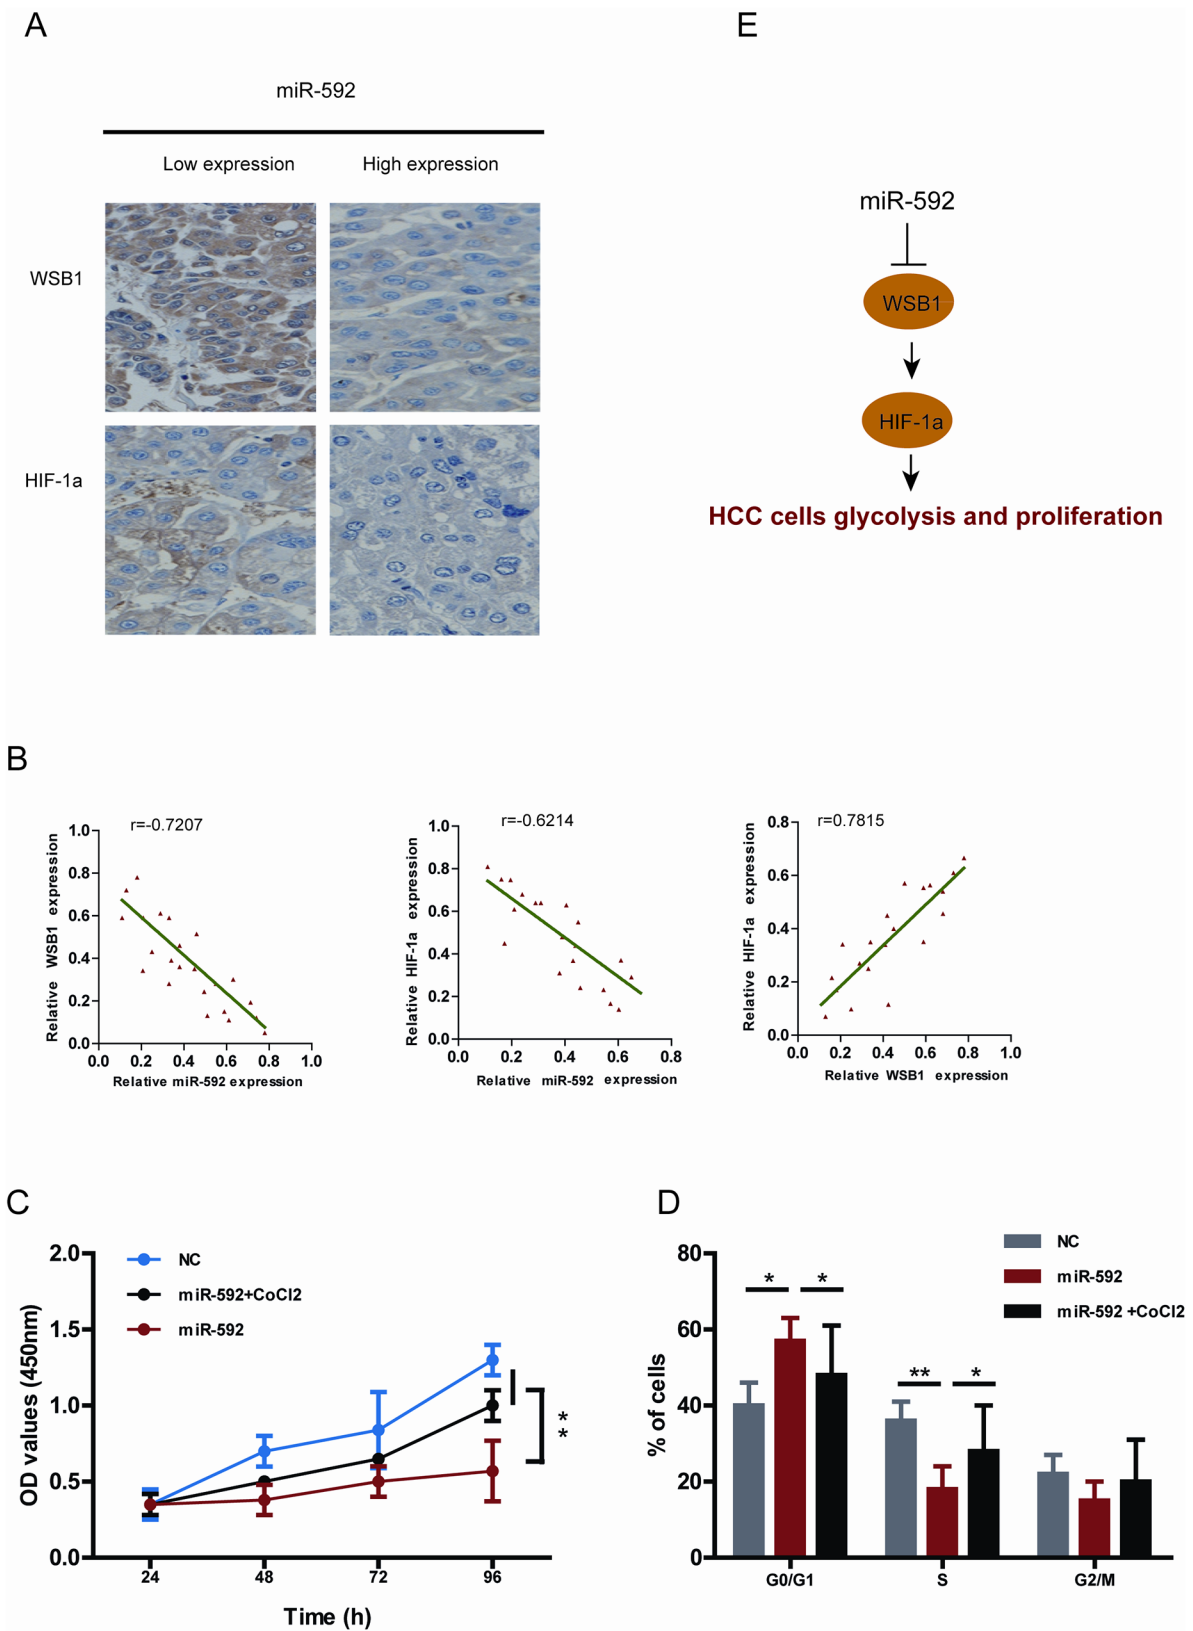 A
miR-592
Low expression
High expression
WSB1
HIF-1a
E
miR-592
WSB1
HIF-1a
HCC cells glycolysis and proliferation
B
r=-0.7207
Relative WSB1 expression
1.0
0.8
0.6
0.4
0.2
0.0
0.0 0.2 0.4 0.6 0.8 1.0
Relative miR-592 expression
r=-0.6214
Relative HIF-1a expression
1.0
0.8
0.6
0.4
0.2
0.0
0.0 0.2 0.4 0.6 0.8
Relative miR-592 expression
r=0.7815
Relative HIF-1a expression
0.8
0.6
0.4
0.2
0.0
0.0 0.2 0.4 0.6 0.8 1.0
Relative WSB1 expression
C
OD values (450nm)
2.0
1.5
1.0
0.5
0.0
NC
miR-592+CoCl2
miR-592
**
24 48 72 96
Time (h)
D
% of cells
80
60
40
20
0
NC
miR-592
miR-592 +CoCl2
* *
** *
G0/G1 S G2/M